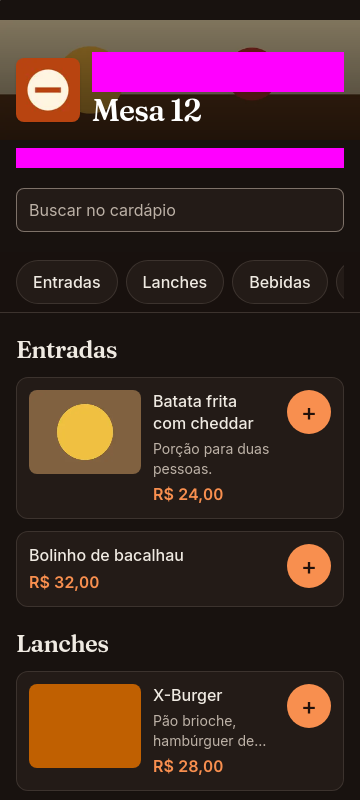 Mesa 12
Buscar no cardápio
Entradas
Lanches
Bebidas
Entradas
Batata frita
com cheddar
Porção para duas
pessoas.
R$ 24,00
+
Bolinho de bacalhau
R$ 32,00
+
Lanches
X-Burger
Pão brioche,
hambúrguer de...
R$ 28,00
+